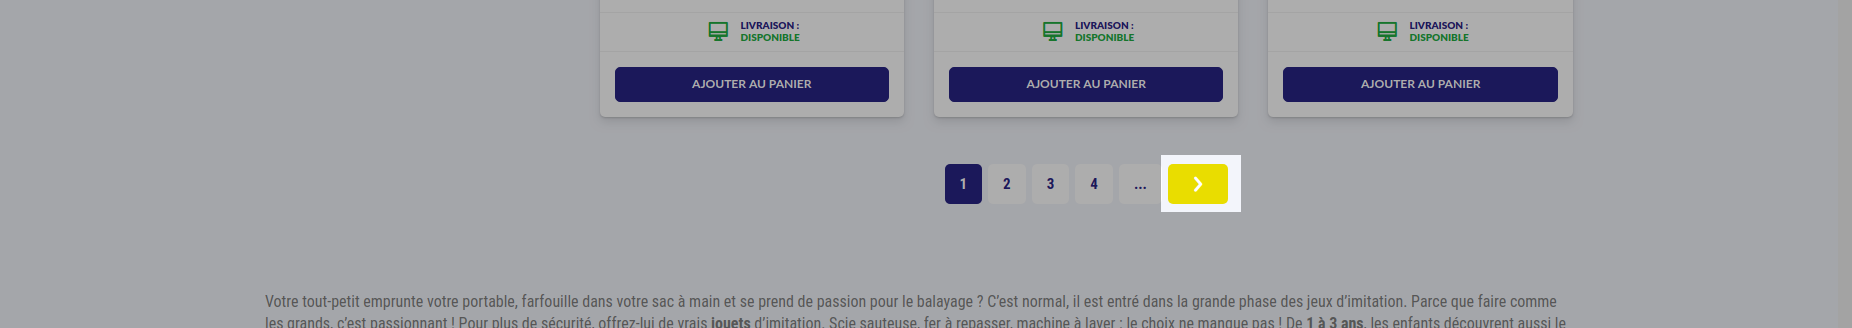 LIVRAISON :
DISPONIBLE
LIVRAISON :
DISPONIBLE
LIVRAISON :
DISPONIBLE
AJOUTER AU PANIER
AJOUTER AU PANIER
AJOUTER AU PANIER
1 2 3 4 ...
Votre tout-petit emprunte votre portable, farfouille dans votre sac à main et se prend de passion pour le balayage ? C’est normal, il est entré dans la grande phase des jeux d’imitation. Parce que faire comme
les grands, c’est passionnant ! Pour plus de sécurité, offrez-lui de vrais jouets d’imitation. Scie sauteuse, fer à repasser, machine à laver : le choix ne manque pas ! De 1 à 3 ans, les enfants découvrent aussi le